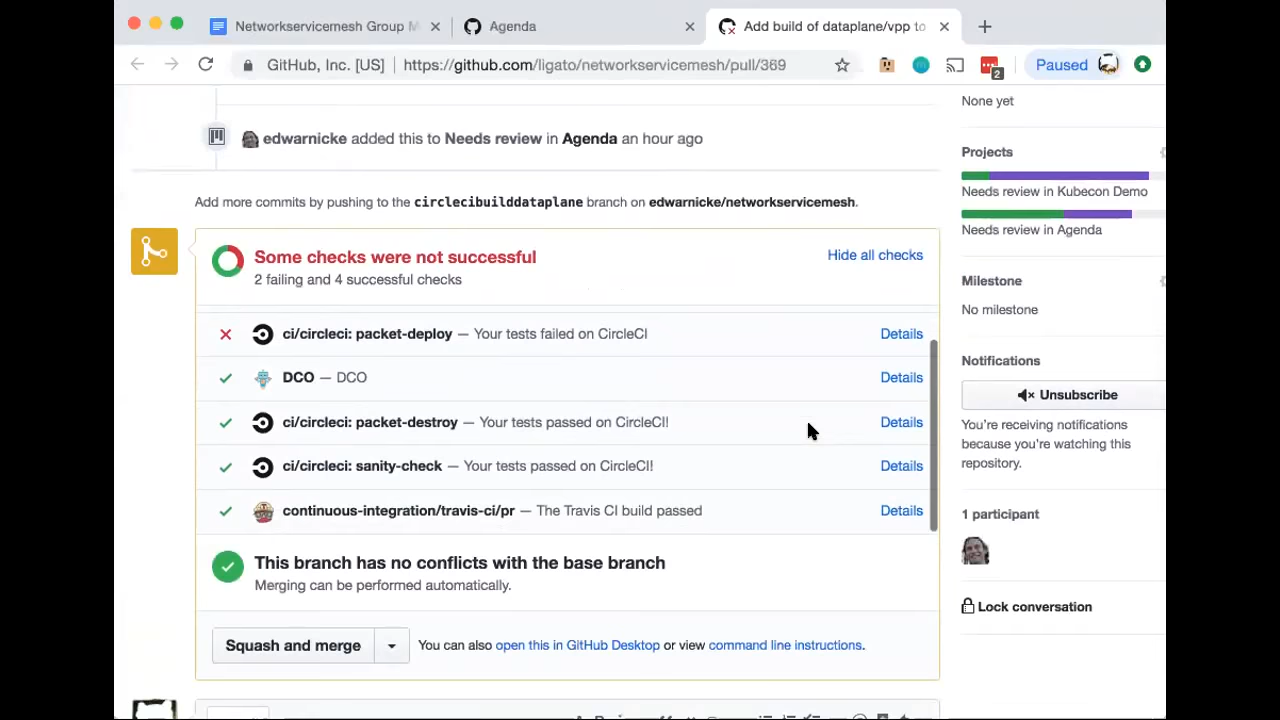 Networkservicemesh Group M
Agenda
Add build of dataplane/vpp to
GitHub, Inc. [US]
https://github.com/ligato/networkservicemesh/pull/369
2
Paused
None yet
edwarnicke added this to Needs review in Agenda an hour ago
Projects
Needs review in Kubecon Demo
Add more commits by pushing to the circlecibuilddataplane branch on edwarnicke/networkservicemesh.
Needs review in Agenda
Some checks were not successful
Hide all checks
2 failing and 4 successful checks
Milestone
No milestone
ci/circleci: packet-deploy — Your tests failed on CircleCI
Details
Notifications
DCO — DCO
Details
Unsubscribe
ci/circleci: packet-destroy — Your tests passed on CircleCI!
Details
You're receiving notifications
because you're watching this
repository.
ci/circleci: sanity-check — Your tests passed on CircleCI!
Details
continuous-integration/travis-ci/pr — The Travis CI build passed
Details
1 participant
This branch has no conflicts with the base branch
Merging can be performed automatically.
Lock conversation
Squash and merge
You can also open this in GitHub Desktop or view command line instructions.